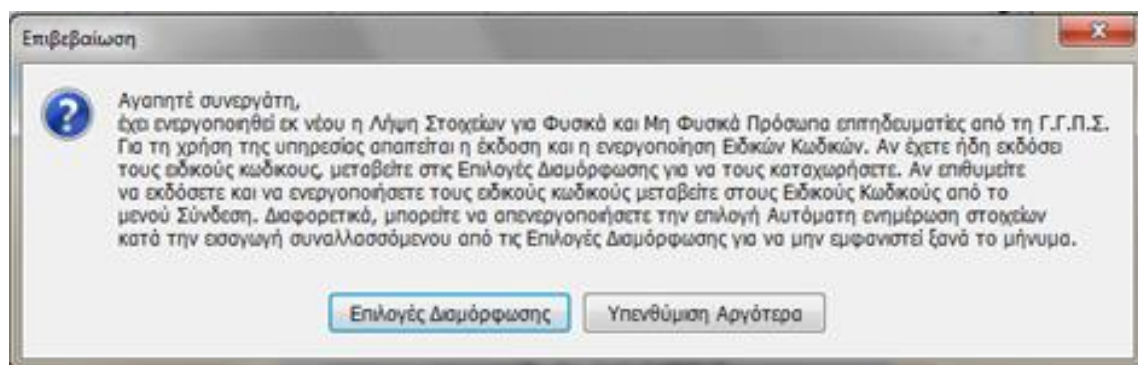 Επιβεβαίωση
Αγαπητέ συνεργάτη,
έχει ενεργοποιηθεί εκ νέου η Λήψη Στοιχείων για Φυσικά και Μη Φυσικά Πρόσωπα επιτηδευματίες από τη Γ.Γ.Π.Σ.
Για τη χρήση της υπηρεσίας απαιτείται η έκδοση και η ενεργοποίηση Ειδικών Κωδικών. Αν έχετε ήδη εκδόσει
τους ειδικούς κωδικους, μεταβείτε στις Επιλογές Διαμόρφωσης για να τους καταχωρήσετε. Αν επιθυμείτε
να εκδόσετε και να ενεργοποιήσετε τους ειδικούς κωδικούς μεταβείτε στους Ειδικούς Κωδικούς από το
μενού Σύνδεση. Διαφορετικά, μπορείτε να απενεργοποιήσετε την επιλογή Αυτόματη ενημέρωση στοιχείων
κατά την εισαγωγή συναλλασσόμενου από τις Επιλογές Διαμόρφωσης για να μην εμφανιστεί ξανά το μήνυμα.
Επιλογές Διαμόρφωσης Υπενθύμιση Αργότερα